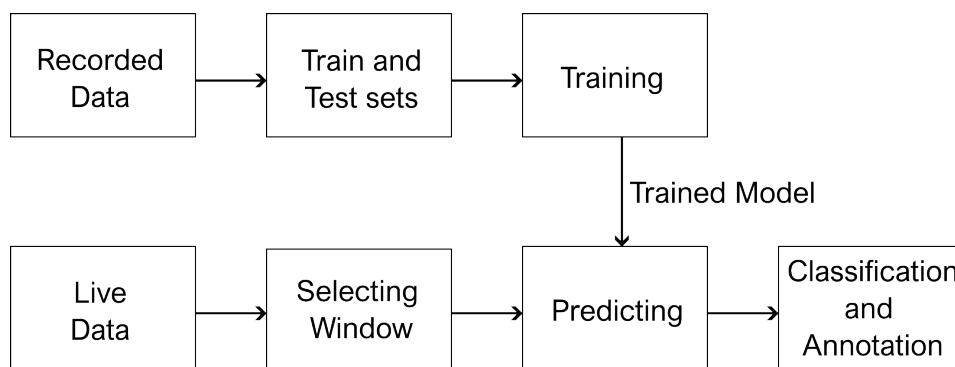 Recorded
Data
Train and
Test sets
Training
Trained Model
Live
Data
Selecting
Window
Predicting
Classification
and
Annotation